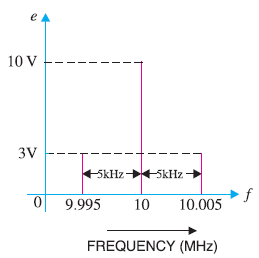 e
10 V
3V
5kHz 5kHz
0 9.995 10 10.005 f
FREQUENCY (MHz)